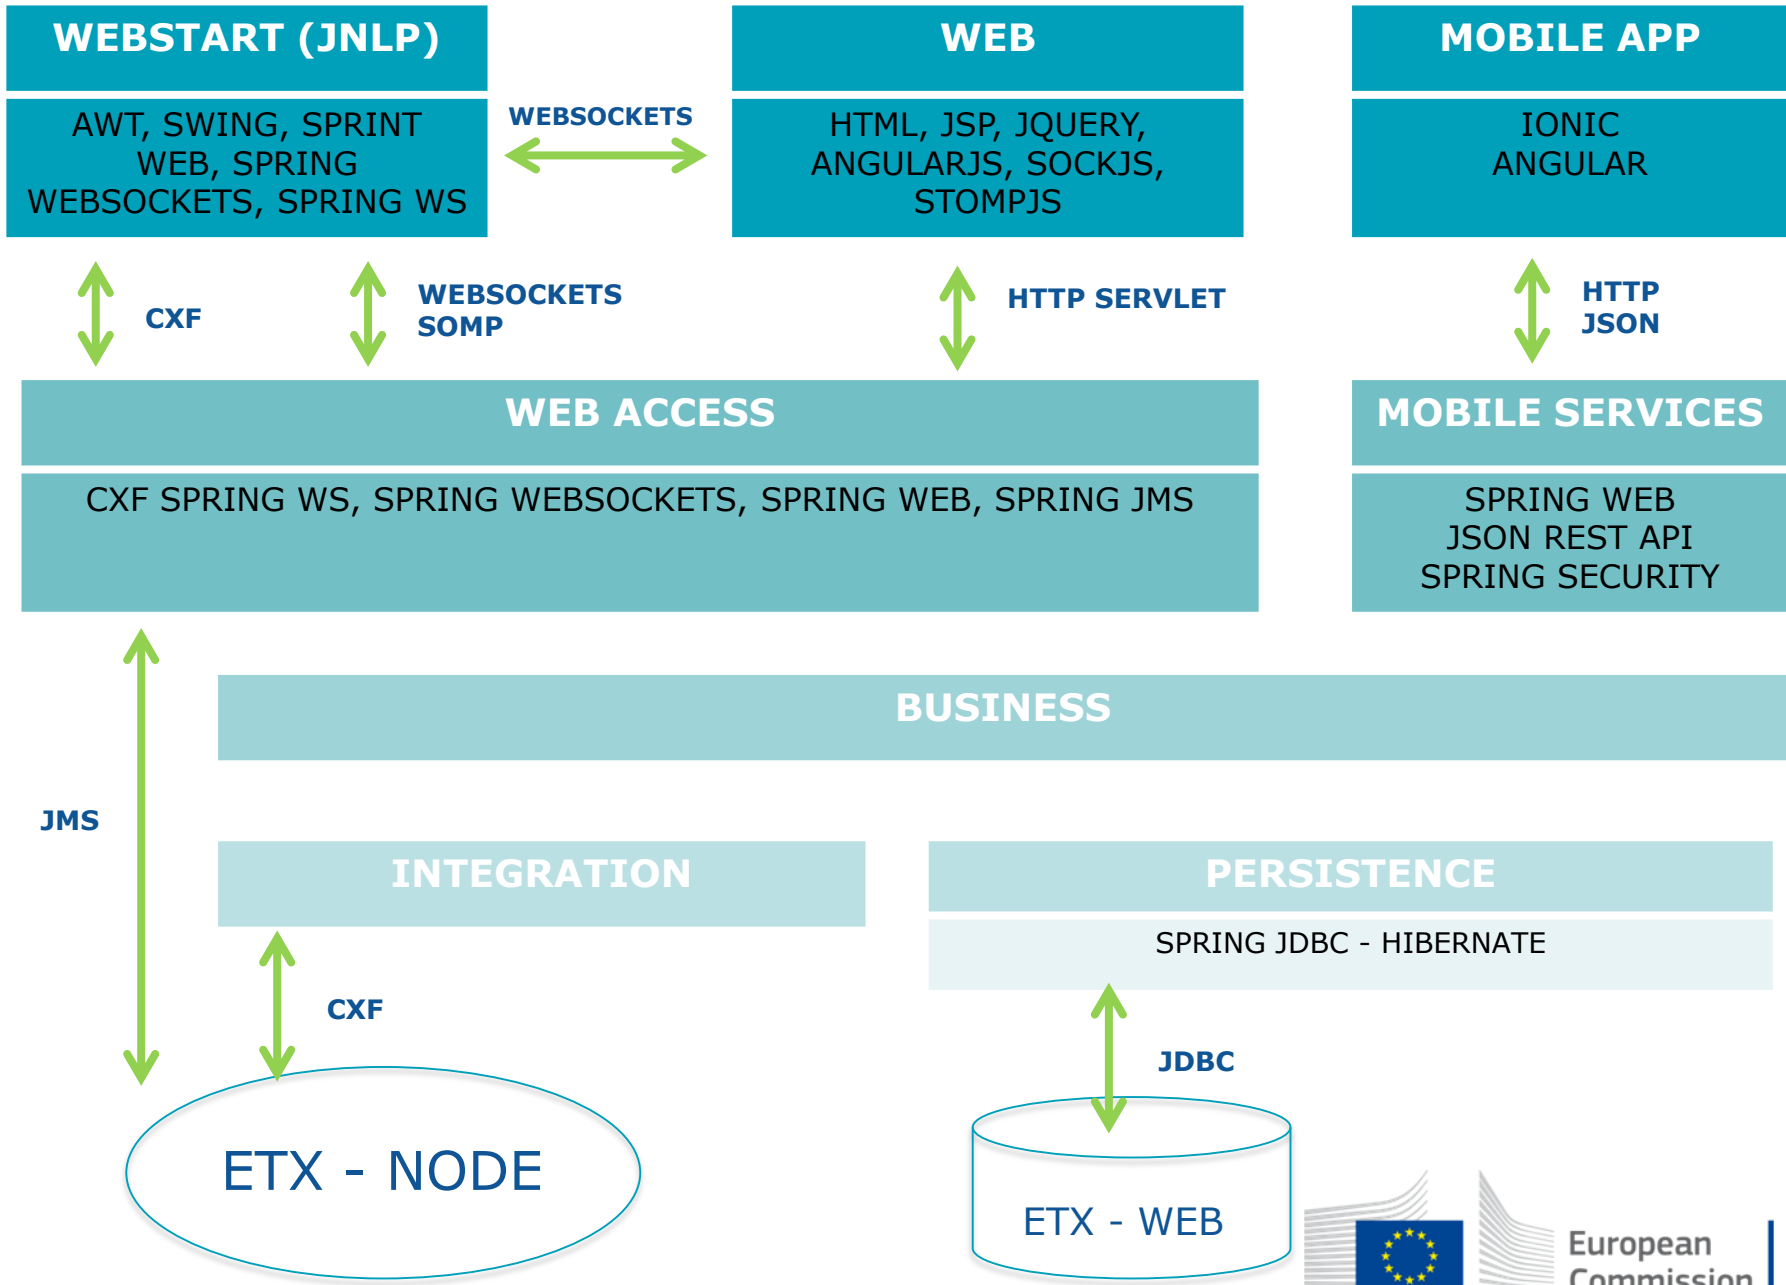 WEBSTART (JNLP)
AWT, SWING, SPRINT
WEB, SPRING
WEBSOCKETS, SPRING WS
WEBSOCKETS
WEB
HTML, JSP, JQUERY,
ANGULARJS, SOCKJS,
STOMPJS
MOBILE APP
IONIC
ANGULAR
CXF
WEBSOCKETS
SOMP
HTTP SERVLET
HTTP
JSON
WEB ACCESS
CXF SPRING WS, SPRING WEBSOCKETS, SPRING WEB, SPRING JMS
MOBILE SERVICES
SPRING WEB
JSON REST API
SPRING SECURITY
BUSINESS
JMS
INTEGRATION
PERSISTENCE
SPRING JDBC - HIBERNATE
CXF
JDBC
ETX - NODE
ETX - WEB
European
Commission